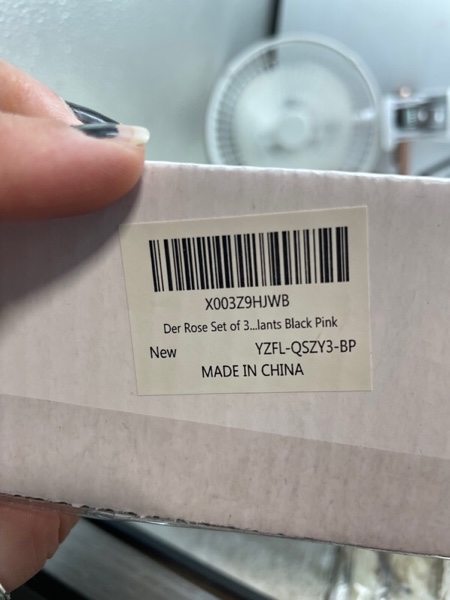 X003Z9HJWB
Der Rose Set of 3...lants Black Pink
New YZFL-QSZY3-BP
MADE IN CHINA